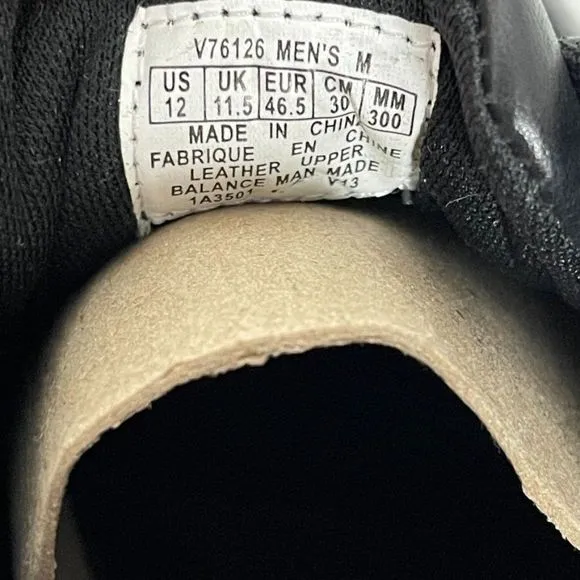 V76126 MEN'S M
US UK EUR CM MM
12 11.5 46.5 30 300
MADE IN CHINA
FABRIQUE EN CHINE
LEATHER UPPER
BALANCE MAN MADE
1A3501